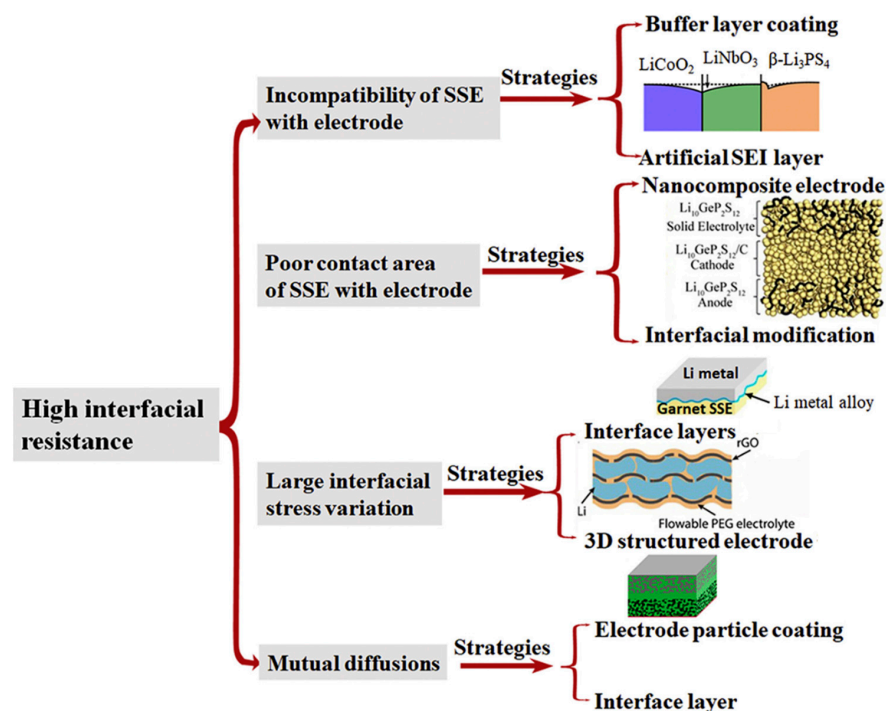 High interfacial
resistance
Incompatibility of SSE
with electrode
Strategies
Buffer layer coating
LiCoO₂
LiNbO₃
β-Li₃PS₄
Artificial SEI layer
Poor contact area
of SSE with electrode
Strategies
Nanocomposite electrode
Li₁₀GeP₂S₁₂
Solid Electrolyte
Li₁₀GeP₂S₁₂/C
Cathode
Li₁₀GeP₂S₁₂
Anode
Interfacial modification
Large interfacial
stress variation
Strategies
Li metal
Garnet SSE
Li metal alloy
Interface layers
rGO
Li
Flowable PEG electrolyte
3D structured electrode
Mutual diffusions
Strategies
Electrode particle coating
Interface layer